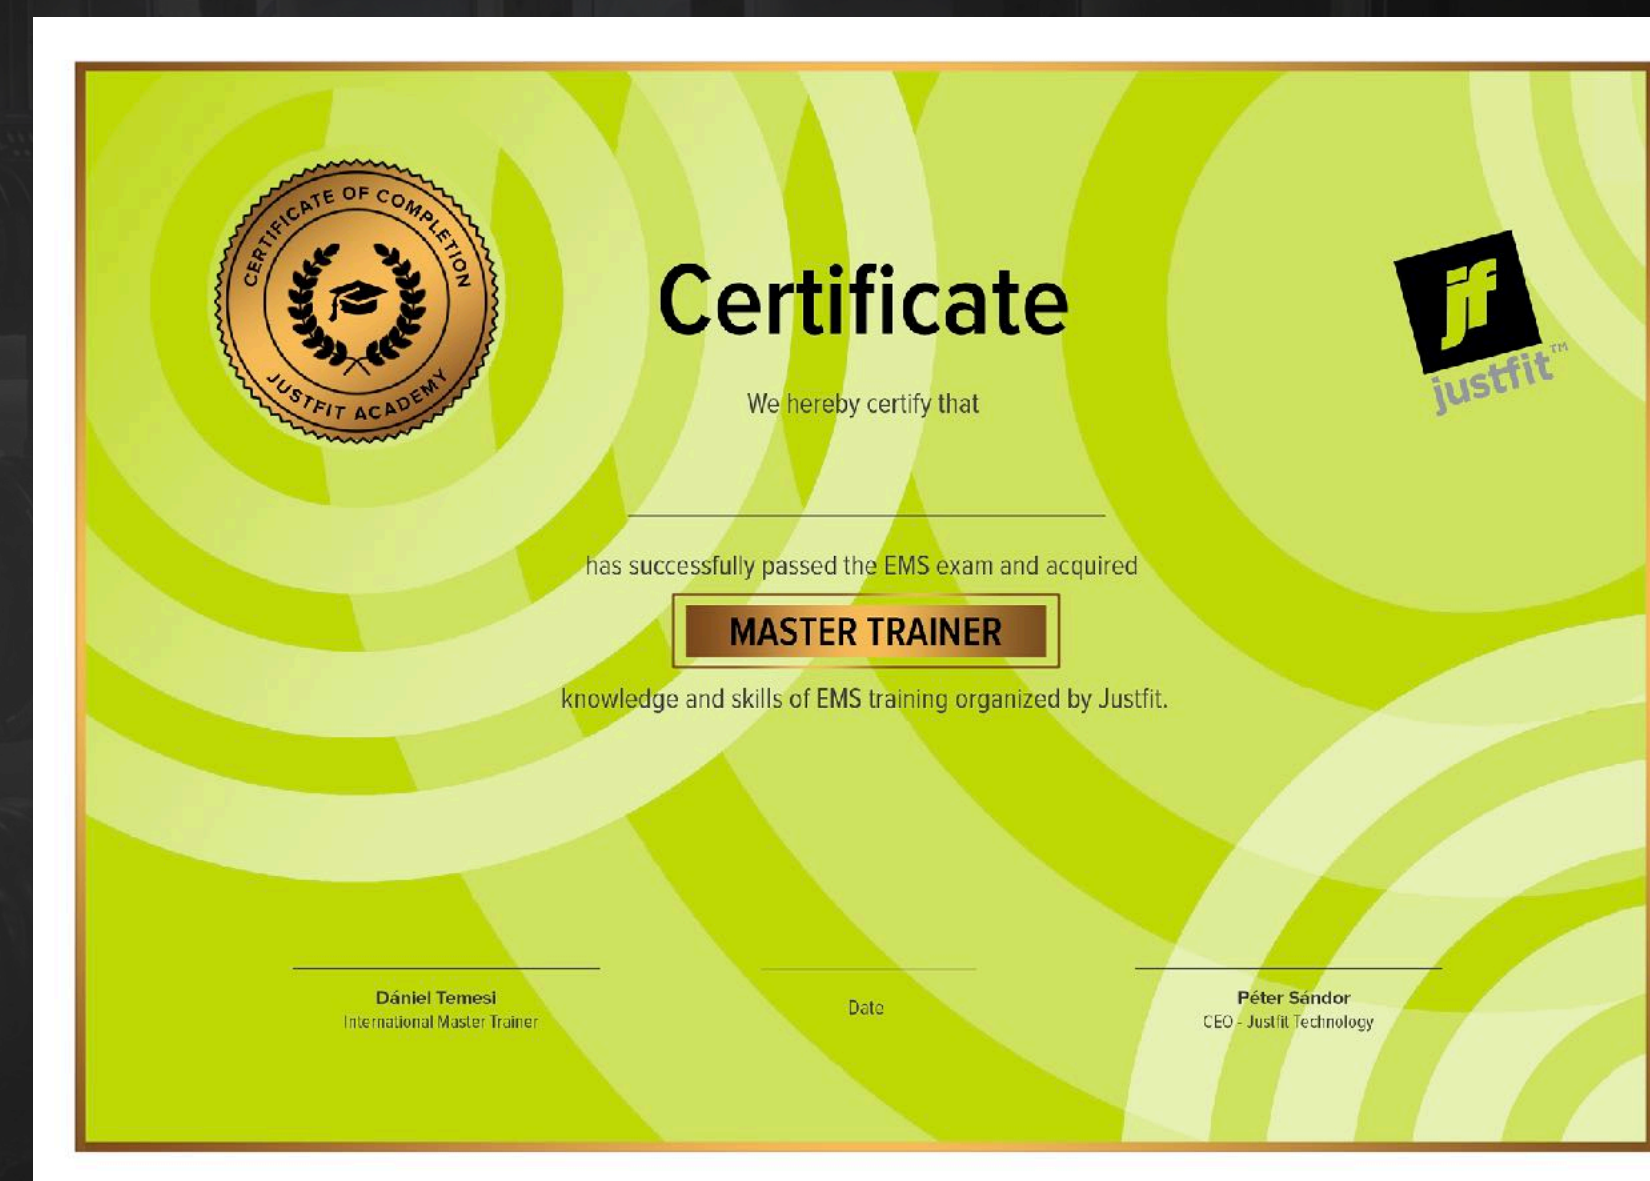 CERTIFICATE OF COMPLETION
JUSTFIT ACADEMY
Certificate
jf
justfit™
We hereby certify that
has successfully passed the EMS exam and acquired
MASTER TRAINER
knowledge and skills of EMS training organized by Justfit.
Dániel Temesi
International Master Trainer
Date
Péter Sándor
CEO - Justfit Technology